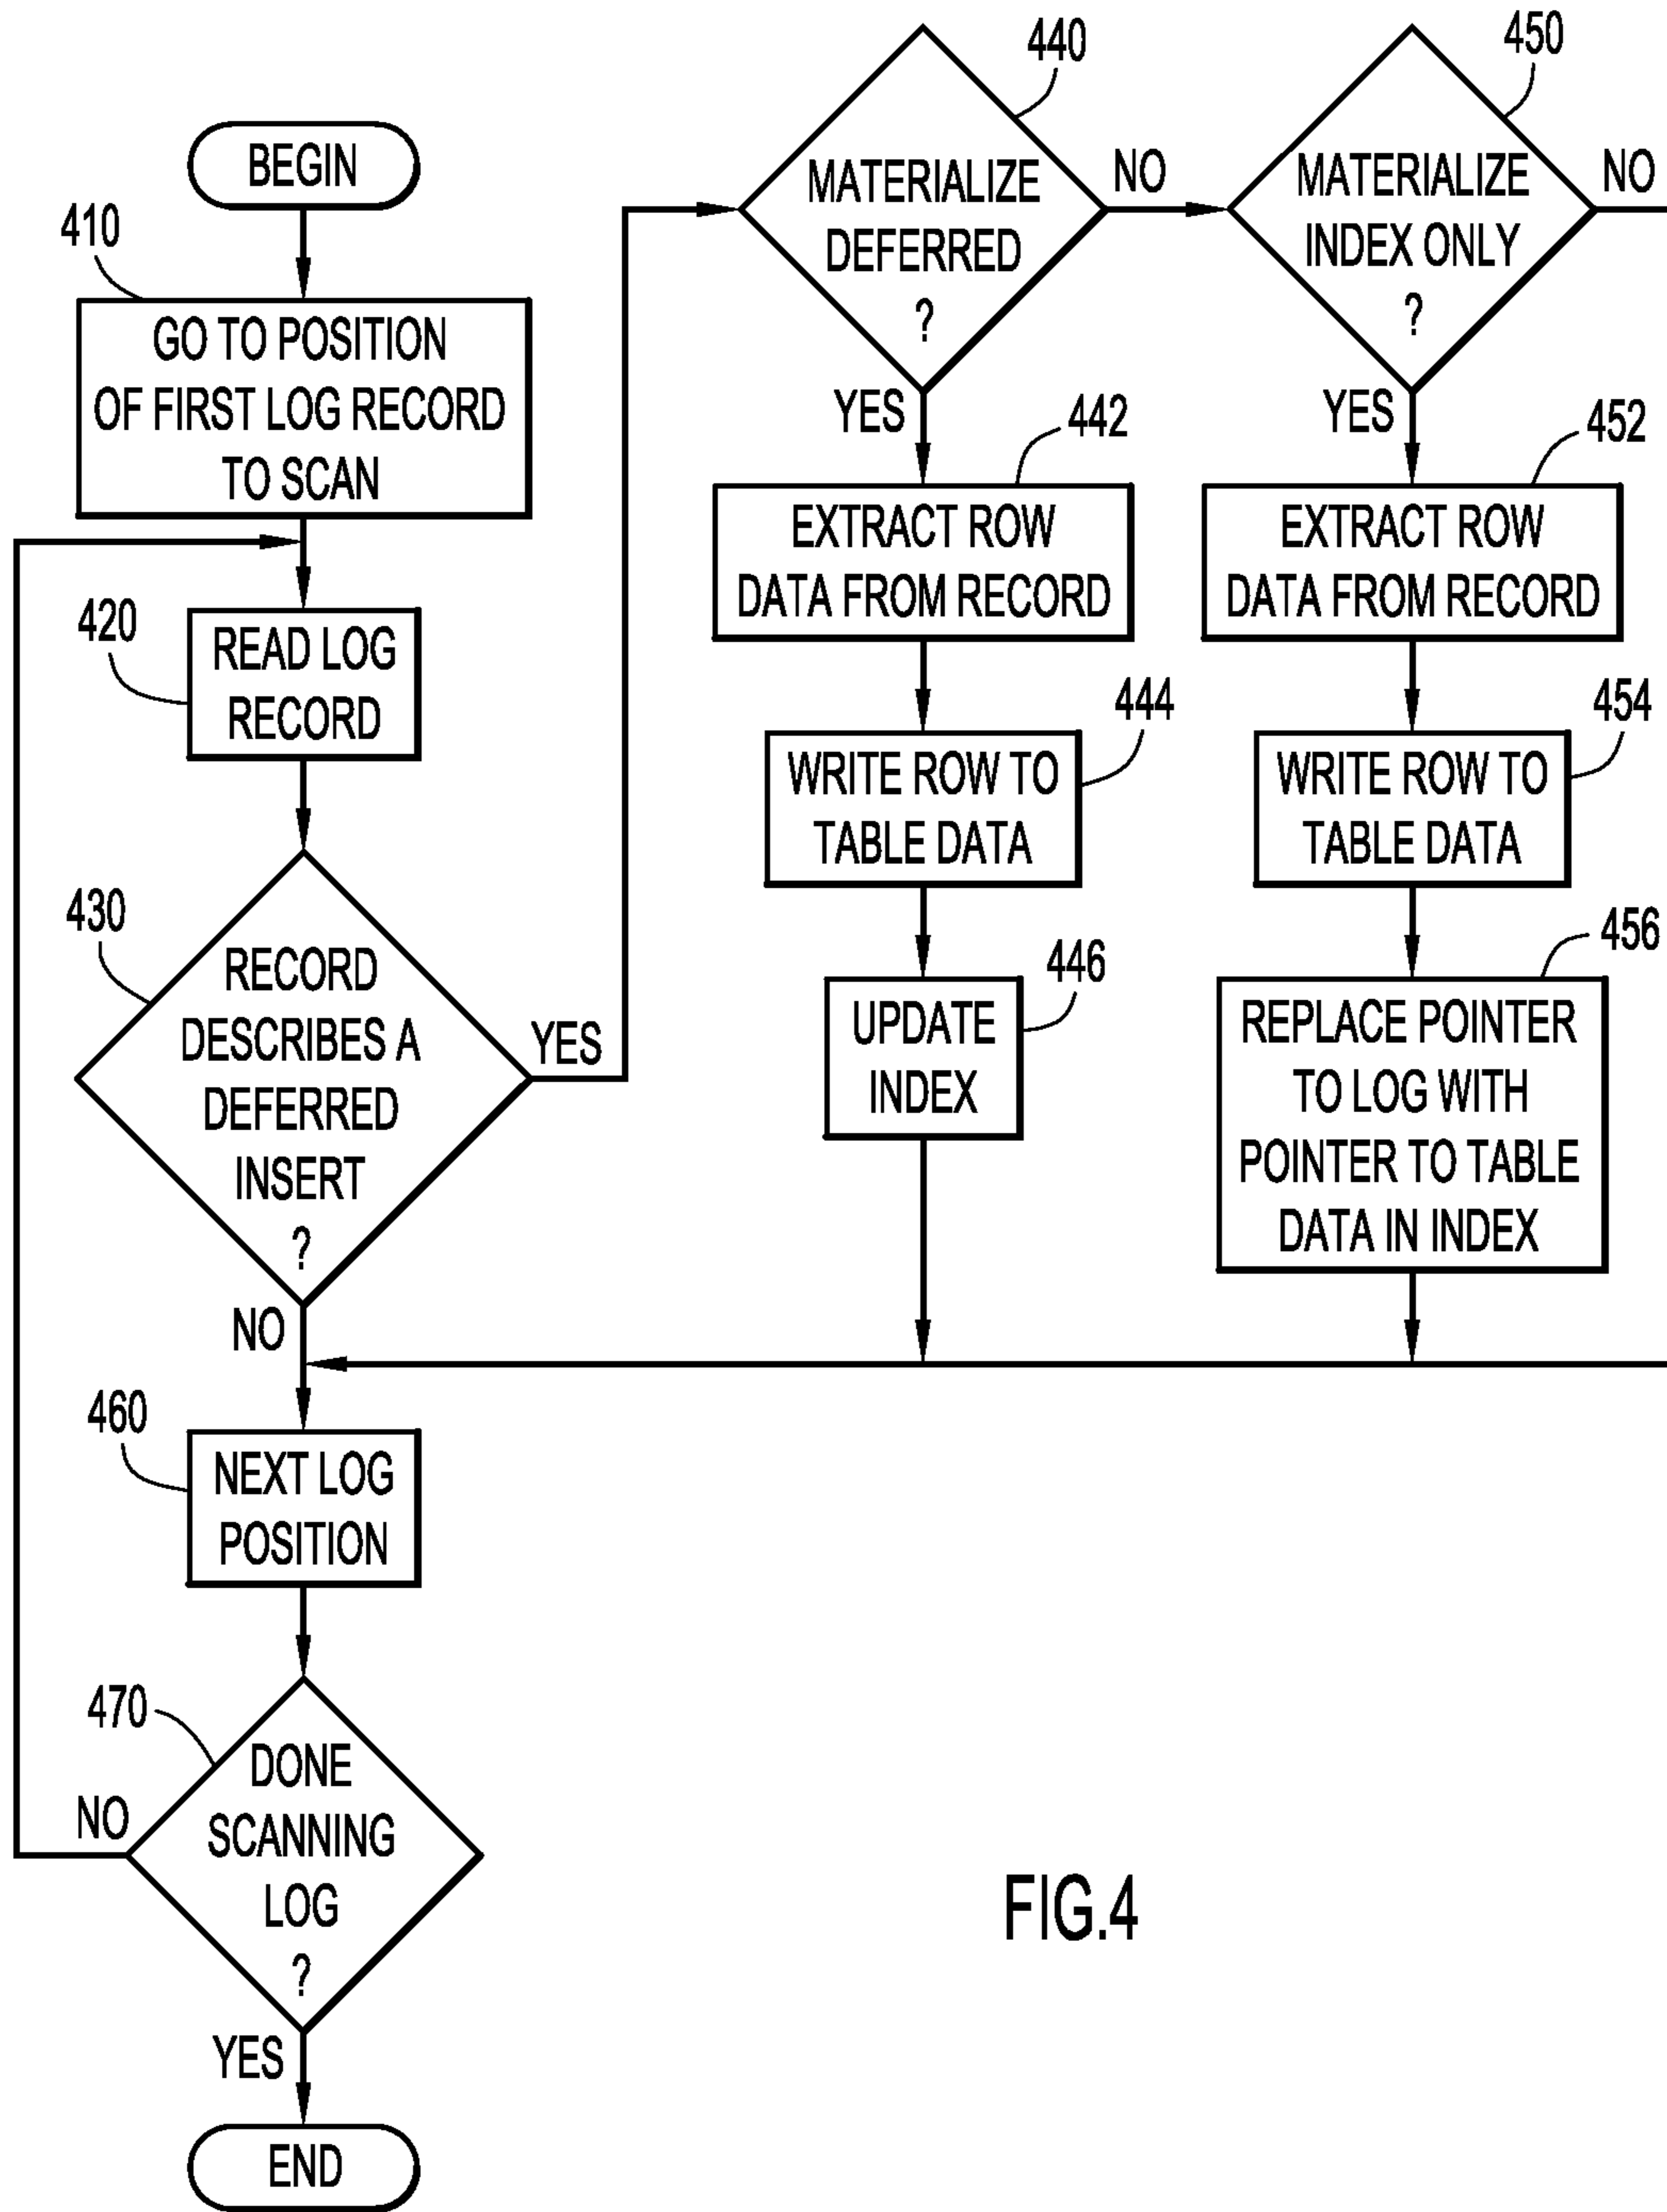 BEGIN
410
GO TO POSITION
OF FIRST LOG RECORD
TO SCAN
420
READ LOG
RECORD
430
RECORD
DESCRIBES A
DEFERRED
INSERT
?
YES
NO
440
MATERIALIZE
DEFERRED
?
NO
YES
442
EXTRACT ROW
DATA FROM RECORD
444
WRITE ROW TO
TABLE DATA
446
UPDATE
INDEX
450
MATERIALIZE
INDEX ONLY
?
NO
YES
452
EXTRACT ROW
DATA FROM RECORD
454
WRITE ROW TO
TABLE DATA
456
REPLACE POINTER
TO LOG WITH
POINTER TO TABLE
DATA IN INDEX
460
NEXT LOG
POSITION
470
DONE
SCANNING
LOG
?
NO
YES
END
FIG.4